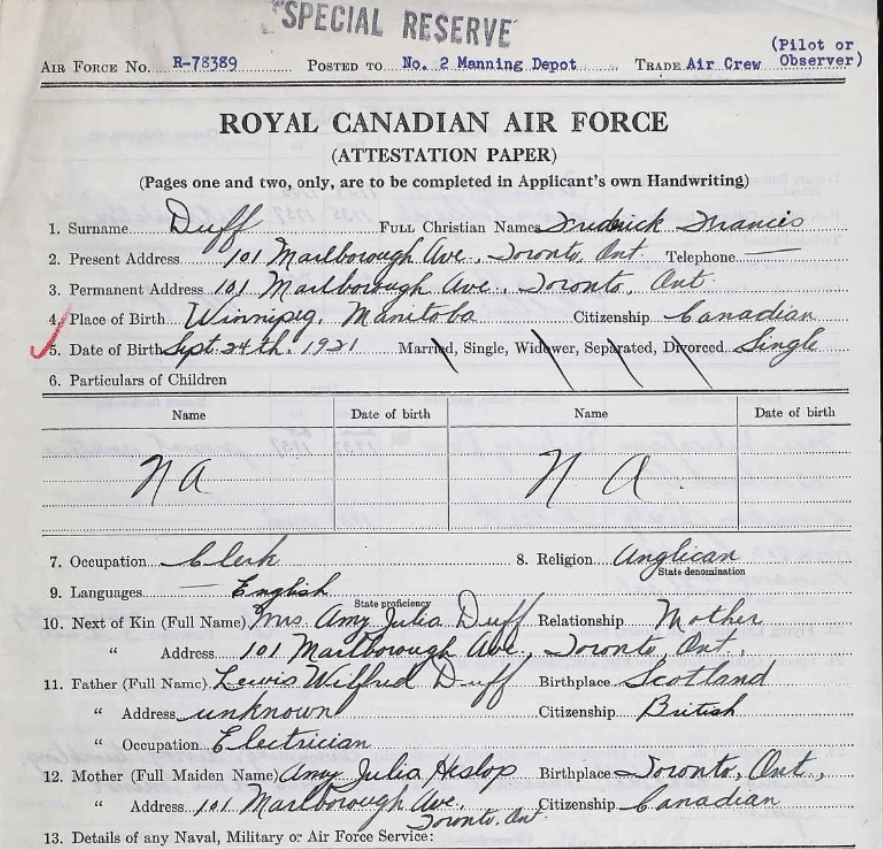 "SPECIAL RESERVE"
(Pilot or
AIR FORCE NO. R-78389 POSTED TO No. 2 Manning Depot TRADE Air Crew Observer)
ROYAL CANADIAN AIR FORCE
(ATTESTATION PAPER)
(Pages one and two, only, are to be completed in Applicant's own Handwriting)
1. Surname Duff FULL Christian Names Fredrick Francis
2. Present Address 101 Marlborough Ave., Toronto, Ont. Telephone —
3. Permanent Address 101 Marlborough Ave., Toronto, Ont.
4. Place of Birth Winnipeg, Manitoba Citizenship Canadian
5. Date of Birth Sept. 24th, 1921 Married, Single, Widower, Separated, Divorced Single
6. Particulars of Children
Name Date of birth Name Date of birth
NA N A
7. Occupation Clerk 8. Religion Anglican
State denomination
9. Languages — English
State proficiency
10. Next of Kin (Full Name) Mrs. Amy Julia Duff Relationship Mother
" Address 101 Marlborough Ave., Toronto, Ont.
11. Father (Full Name) Lewis Wilfred Duff Birthplace Scotland
" Address unknown Citizenship British
" Occupation Electrician
12. Mother (Full Maiden Name) Amy Julia Heslop Birthplace Toronto, Ont.,
" Address 101 Marlborough Ave. Citizenship Canadian
Toronto, Ont.
13. Details of any Naval, Military or Air Force Service: